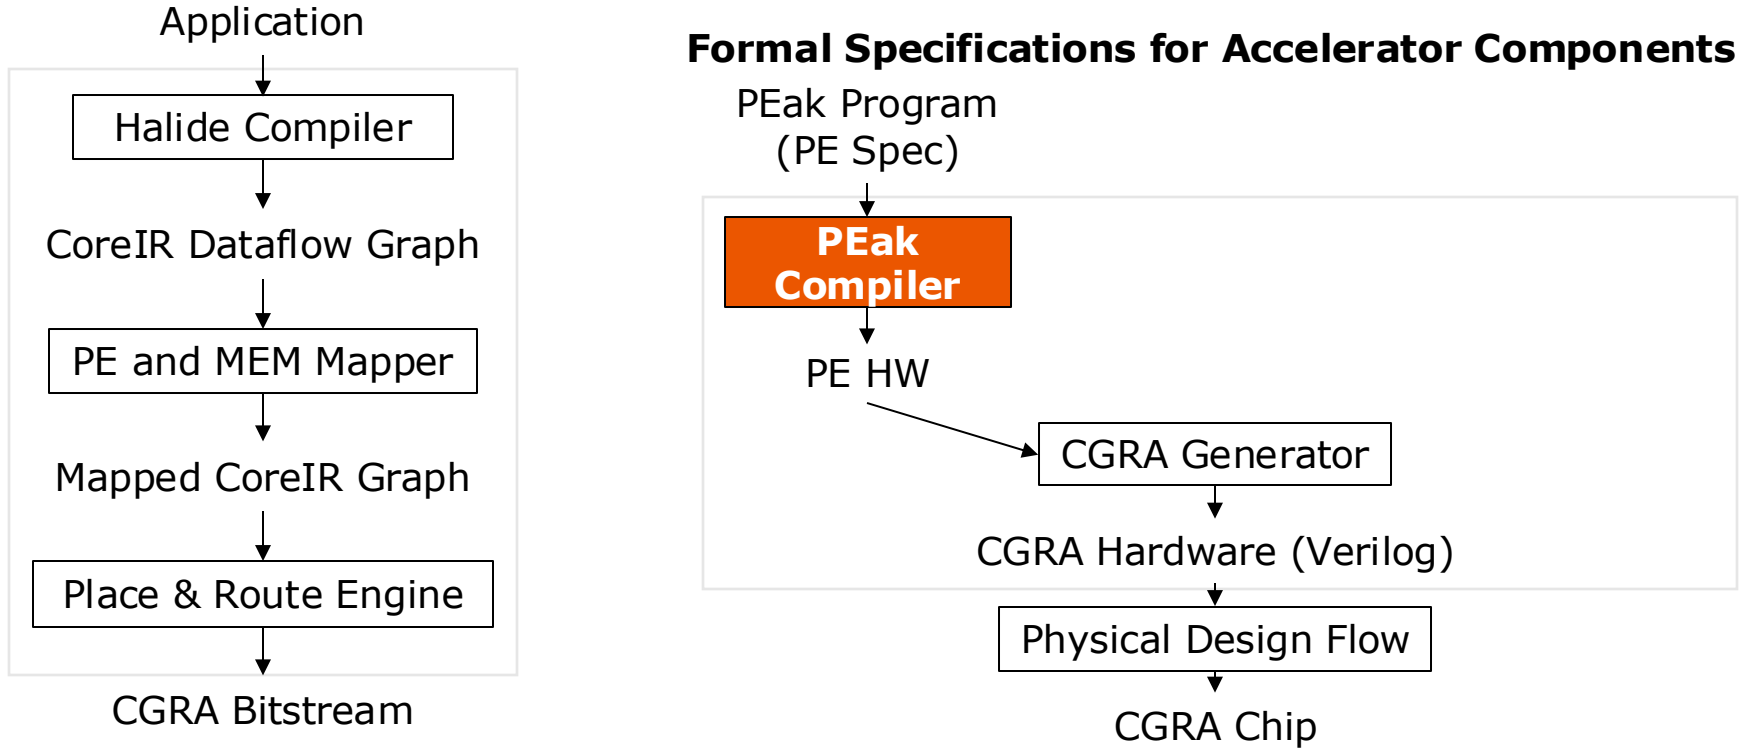 Application
Halide Compiler
CoreIR Dataflow Graph
PE and MEM Mapper
Mapped CoreIR Graph
Place & Route Engine
CGRA Bitstream
Formal Specifications for Accelerator Components
PEak Program
(PE Spec)
PEak
Compiler
PE HW
CGRA Generator
CGRA Hardware (Verilog)
Physical Design Flow
CGRA Chip